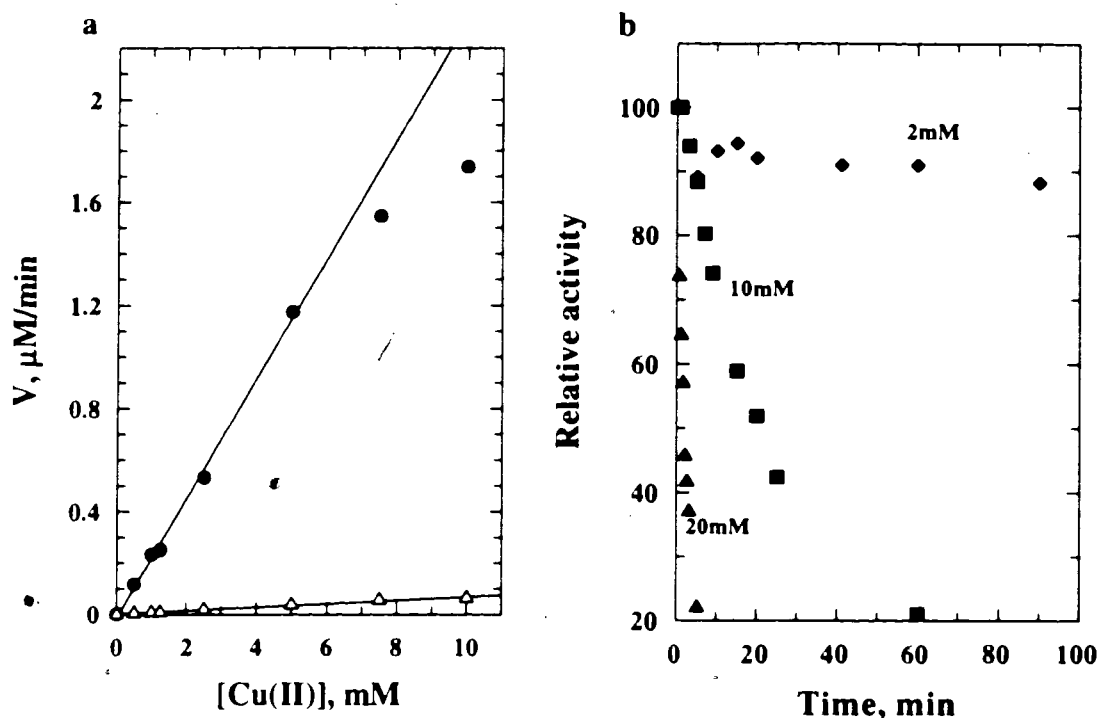 a
V, μM/min
2
1.6
1.2
0.8
0.4
0
0 2 4 6 8 10
[Cu(II)], mM
b
Relative activity
100
80
60
40
20
2mM
10mM
20mM
0 20 40 60 80 100
Time, min